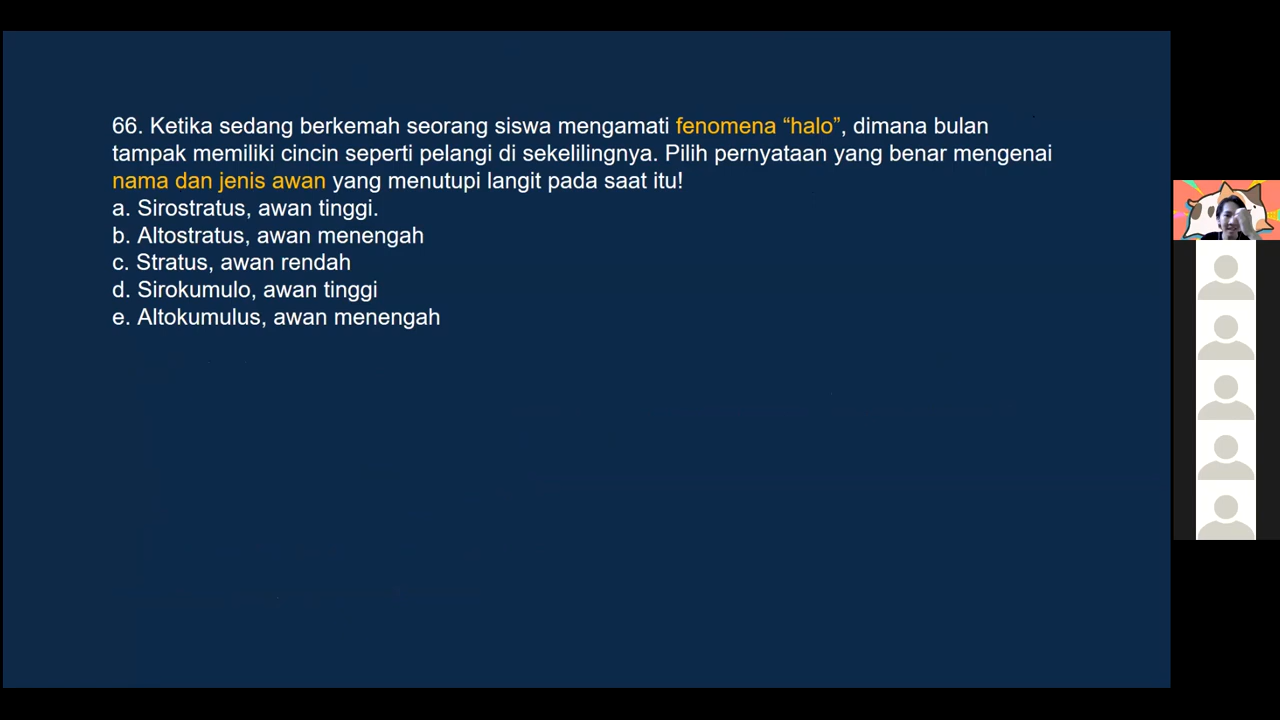 66. Ketika sedang berkemah seorang siswa mengamati fenomena “halo”, dimana bulan
tampak memiliki cincin seperti pelangi di sekelilingnya. Pilih pernyataan yang benar mengenai
nama dan jenis awan yang menutupi langit pada saat itu!
a. Sirostratus, awan tinggi.
b. Altostratus, awan menengah
c. Stratus, awan rendah
d. Sirokumulo, awan tinggi
e. Altokumulus, awan menengah